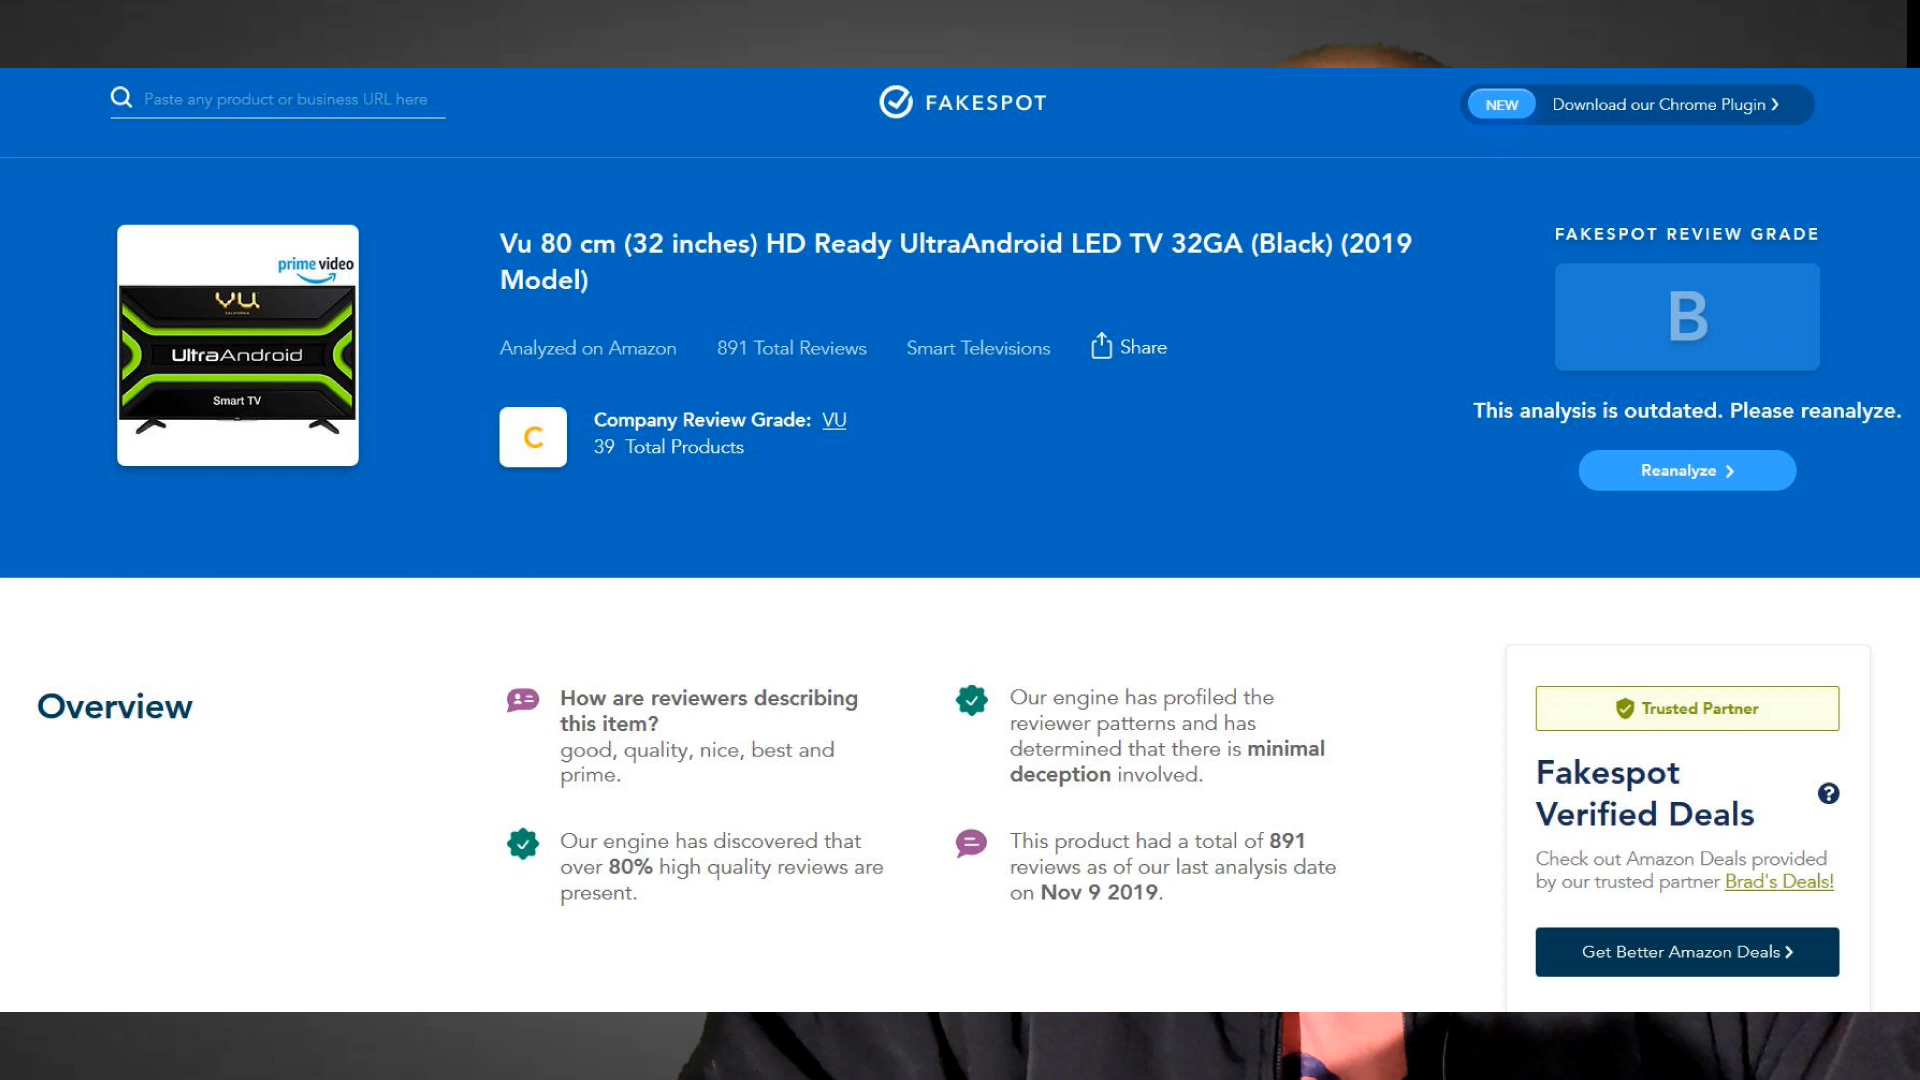 Paste any product or business URL here
FAKESPOT
NEW Download our Chrome Plugin
prime video
VU
UltraAndroid
Smart TV
Vu 80 cm (32 inches) HD Ready UltraAndroid LED TV 32GA (Black) (2019
Model)
Analyzed on Amazon 891 Total Reviews Smart Televisions Share
C
Company Review Grade: VU
39 Total Products
FAKESPOT REVIEW GRADE
B
This analysis is outdated. Please reanalyze.
Reanalyze
Overview
How are reviewers describing
this item?
good, quality, nice, best and
prime.
Our engine has profiled the
reviewer patterns and has
determined that there is minimal
deception involved.
Our engine has discovered that
over 80% high quality reviews are
present.
This product had a total of 891
reviews as of our last analysis date
on Nov 9 2019.
Trusted Partner
Fakespot
Verified Deals
?
Check out Amazon Deals provided
by our trusted partner Brad's Deals!
Get Better Amazon Deals